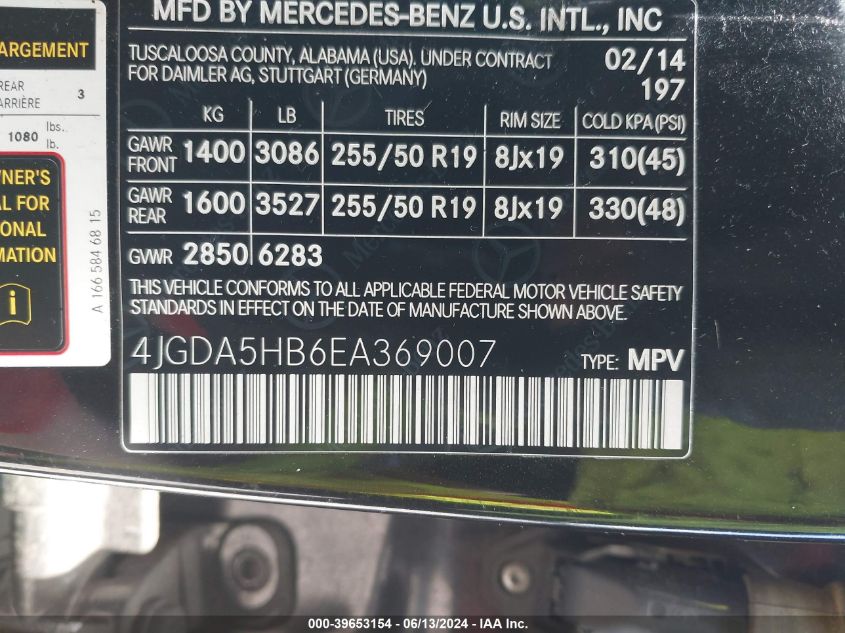 MFD BY MERCEDES-BENZ U.S. INTL., INC
TUSCALOOSA COUNTY, ALABAMA (USA). UNDER CONTRACT
FOR DAIMLER AG, STUTTGART (GERMANY)
02/14
197
KG LB TIRES RIM SIZE COLD KPA (PSI)
GAWR FRONT 1400 3086 255/50 R19 8Jx19 310(45)
GAWR REAR 1600 3527 255/50 R19 8Jx19 330(48)
GVWR 2850 6283
THIS VEHICLE CONFORMS TO ALL APPLICABLE FEDERAL MOTOR VEHICLE SAFETY
STANDARDS IN EFFECT ON THE DATE OF MANUFACTURE SHOWN ABOVE.
4JGDA5HB6EA369007 TYPE: MPV
ARGEMENT
REAR
ARRIÈRE 3
1080 lbs.
lb.
NER'S
AL FOR
IONAL
MATION
i
A 166 584 68 15
000-39653154 - 06/13/2024 - IAA Inc.